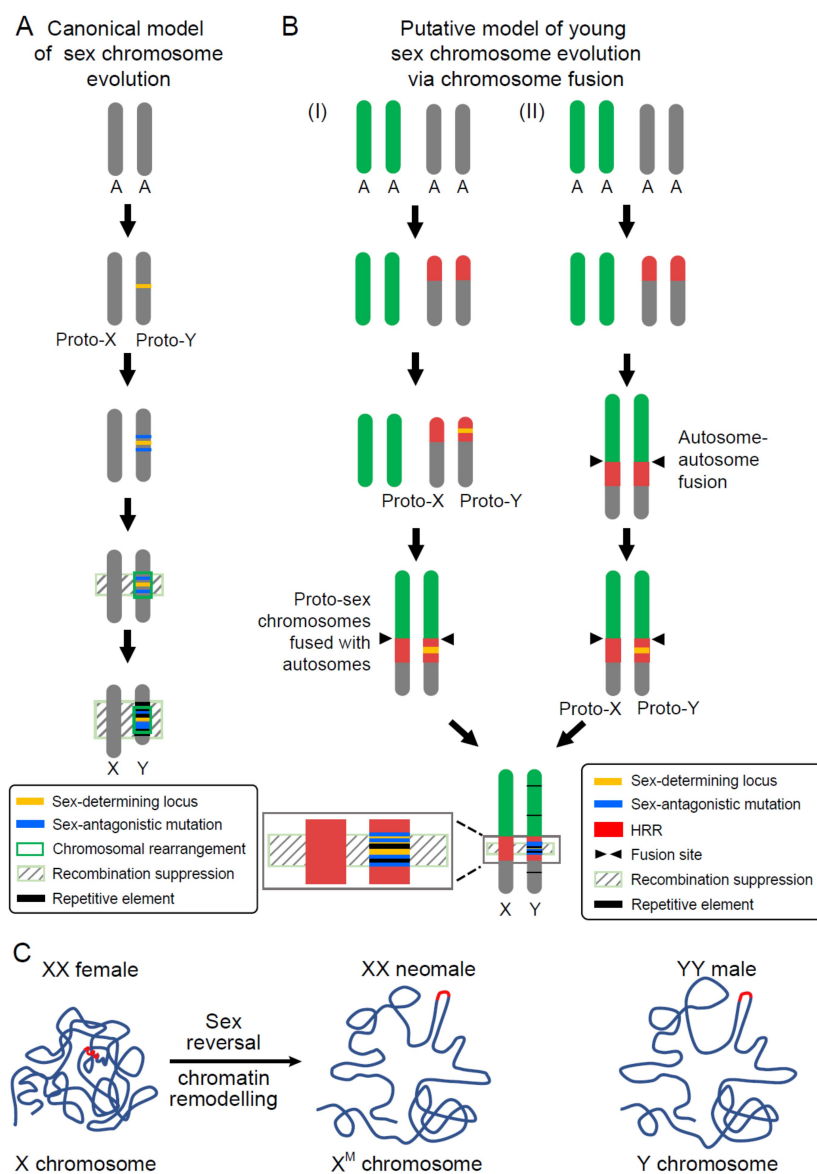 A
Canonical model
of sex chromosome
evolution
A A
Proto-X Proto-Y
X Y
Sex-determining locus
Sex-antagonistic mutation
Chromosomal rearrangement
Recombination suppression
Repetitive element
B
Putative model of young
sex chromosome evolution
via chromosome fusion
(I)
A A A A
Proto-X Proto-Y
Proto-sex
chromosomes
fused with
autosomes
(II)
A A A A
Autosome-
autosome
fusion
Proto-X Proto-Y
X Y
Sex-determining locus
Sex-antagonistic mutation
HRR
Fusion site
Recombination suppression
Repetitive element
C
XX female
Sex
reversal
chromatin
remodelling
XX neomale
YY male
X chromosome
Xᴹ chromosome
Y chromosome